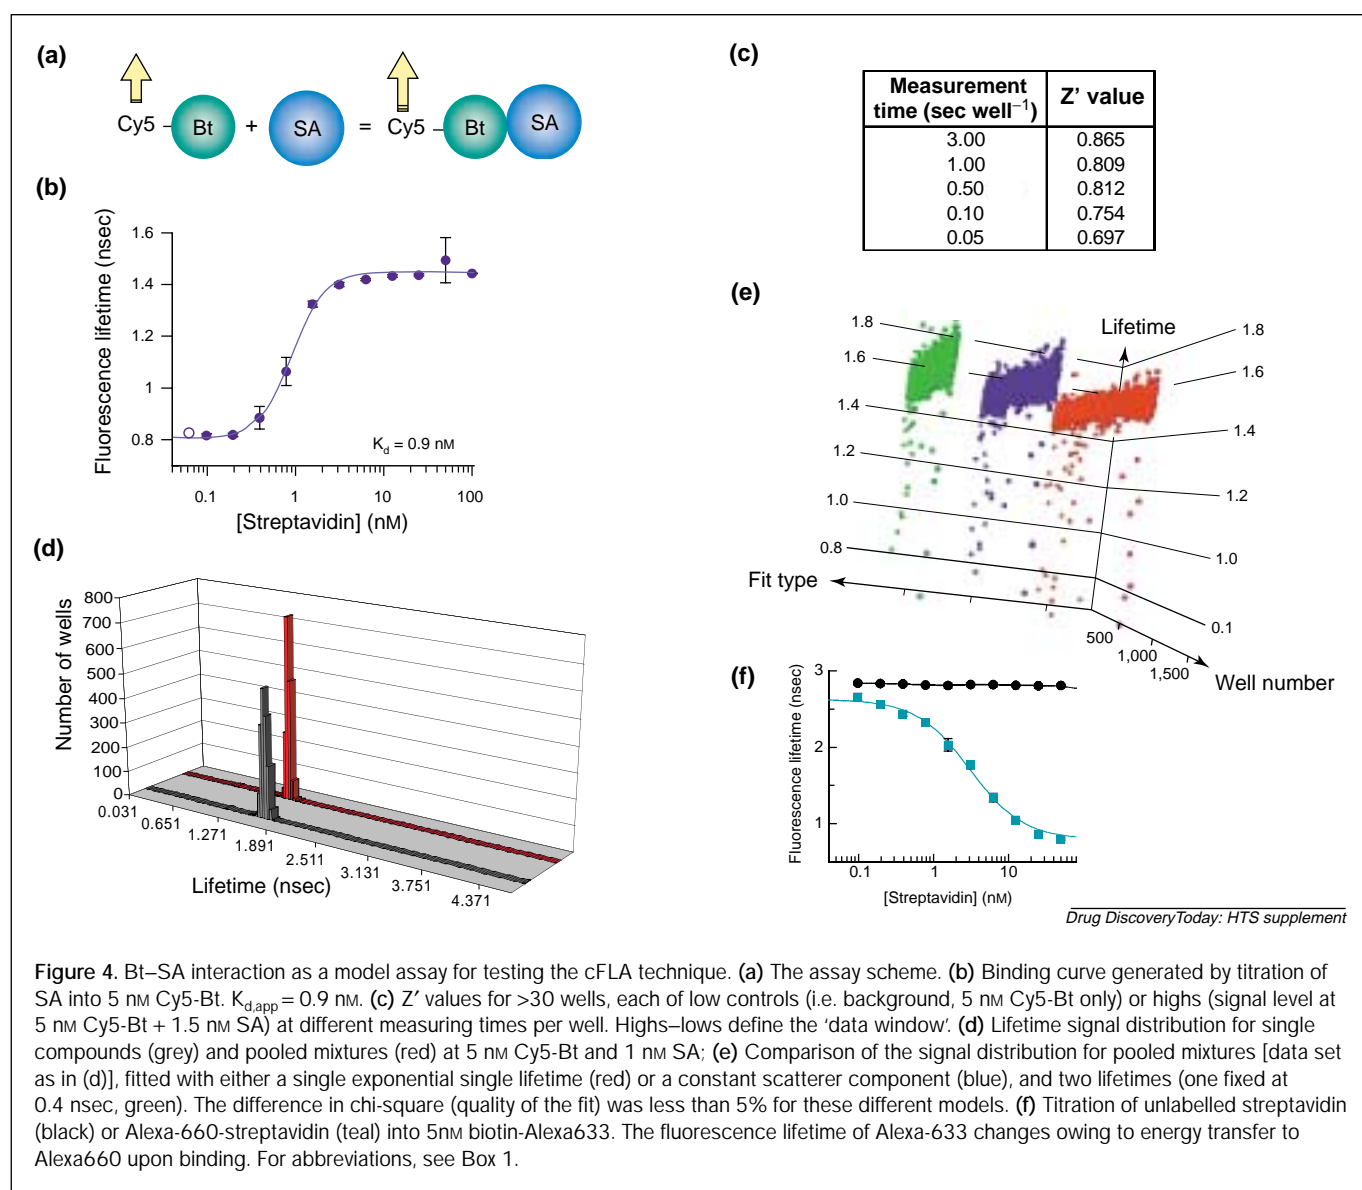 (a)
Cy5
Bt
+
SA
=
Cy5
Bt
SA
(b)
Fluorescence lifetime (nsec)
1.6
1.4
1.2
1
0.8
K_d = 0.9 nM
0.1
1
10
100
[Streptavidin] (nM)
(c)
Measurement time (sec well⁻¹) Z' value
3.00 0.865
1.00 0.809
0.50 0.812
0.10 0.754
0.05 0.697
(d)
Number of wells
800
700
600
500
400
300
200
100
0
0.031
0.651
1.271
1.891
2.511
3.131
3.751
4.371
Lifetime (nsec)
(e)
Lifetime
1.8
1.6
1.4
1.2
1.0
0.8
1.8
1.6
1.4
1.2
1.0
0.1
Fit type
500
1,000
1,500
Well number
(f)
Fluorescence lifetime (nsec)
3
2
1
0.1
1
10
[Streptavidin] (nM)
Drug DiscoveryToday: HTS supplement
Figure 4. Bt–SA interaction as a model assay for testing the cFLA technique. (a) The assay scheme. (b) Binding curve generated by titration of
SA into 5 nM Cy5-Bt. K_d,app = 0.9 nM. (c) Z′ values for >30 wells, each of low controls (i.e. background, 5 nM Cy5-Bt only) or highs (signal level at
5 nM Cy5-Bt + 1.5 nM SA) at different measuring times per well. Highs–lows define the ‘data window’. (d) Lifetime signal distribution for single
compounds (grey) and pooled mixtures (red) at 5 nM Cy5-Bt and 1 nM SA; (e) Comparison of the signal distribution for pooled mixtures [data set
as in (d)], fitted with either a single exponential single lifetime (red) or a constant scatterer component (blue), and two lifetimes (one fixed at
0.4 nsec, green). The difference in chi-square (quality of the fit) was less than 5% for these different models. (f) Titration of unlabelled streptavidin
(black) or Alexa-660-streptavidin (teal) into 5nM biotin-Alexa633. The fluorescence lifetime of Alexa-633 changes owing to energy transfer to
Alexa660 upon binding. For abbreviations, see Box 1.